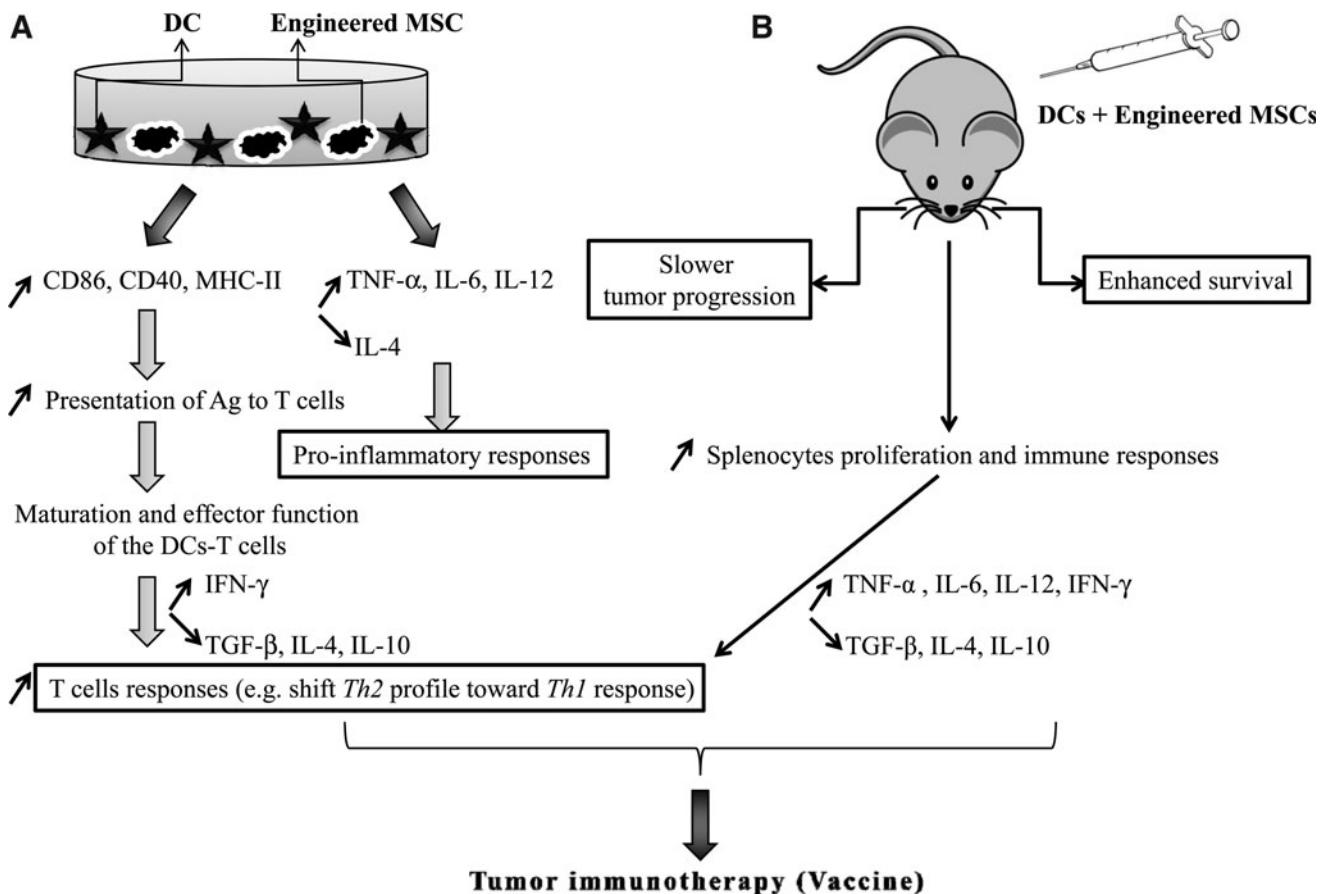 A
DC
Engineered MSC
CD86, CD40, MHC-II
TNF-α, IL-6, IL-12
IL-4
Presentation of Ag to T cells
Pro-inflammatory responses
Maturation and effector function
of the DCs-T cells
IFN-γ
TGF-β, IL-4, IL-10
T cells responses (e.g. shift Th2 profile toward Th1 response)
B
DCs + Engineered MSCs
Slower
tumor progression
Enhanced survival
Splenocytes proliferation and immune responses
TNF-α , IL-6, IL-12, IFN-γ
TGF-β, IL-4, IL-10
Tumor immunotherapy (Vaccine)